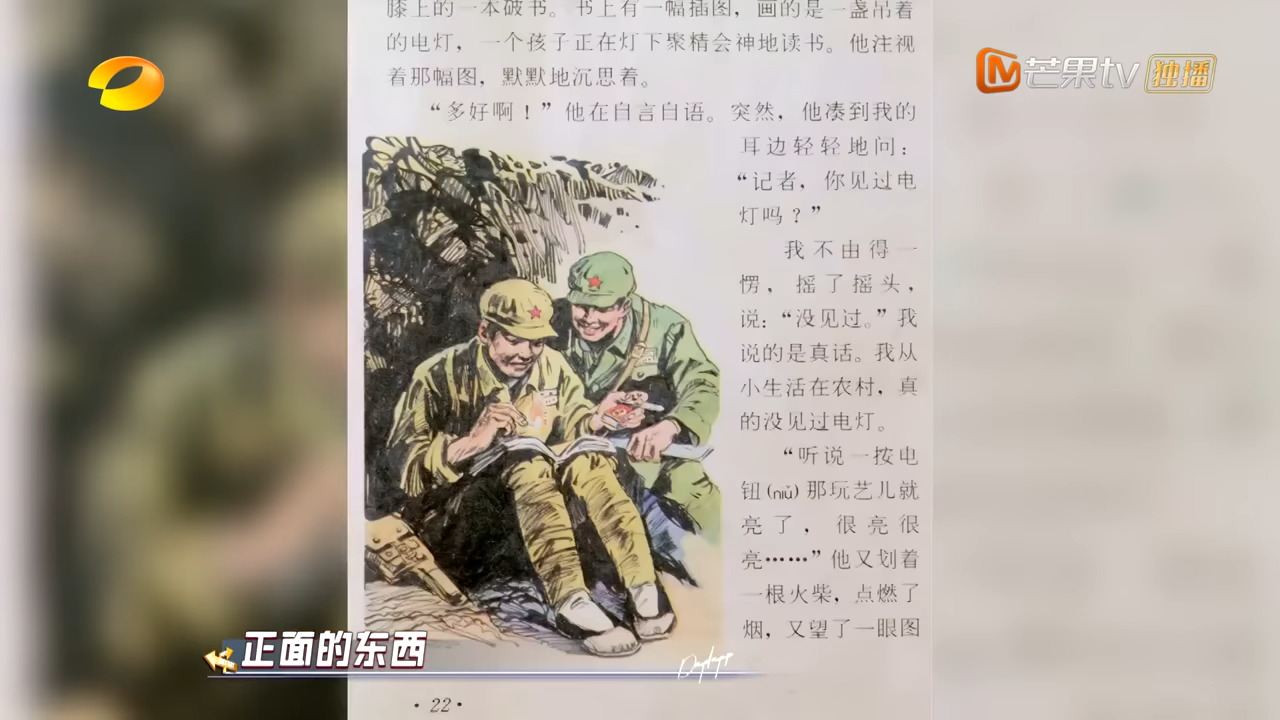 膝上的一本破书。书上有一幅插图，画的是一盏吊着
的电灯，一个孩子正在灯下聚精会神地读书。他注视
着那幅图，默默地沉思着。
“多好啊！”他在自言自语。突然，他凑到我的
耳边轻轻地问：
“记者，你见过电
灯吗？”
我不由得一
愣，摇了摇头，
说：“没见过。”我
说的是真话。我从
小生活在农村，真
的没见过电灯。
“听说一按电
钮(niǔ)那玩艺儿就
亮了，很亮很
亮……”他又划着
一根火柴，点燃了
烟，又望了一眼图
·22·
芒果tv 独播
正面的东西